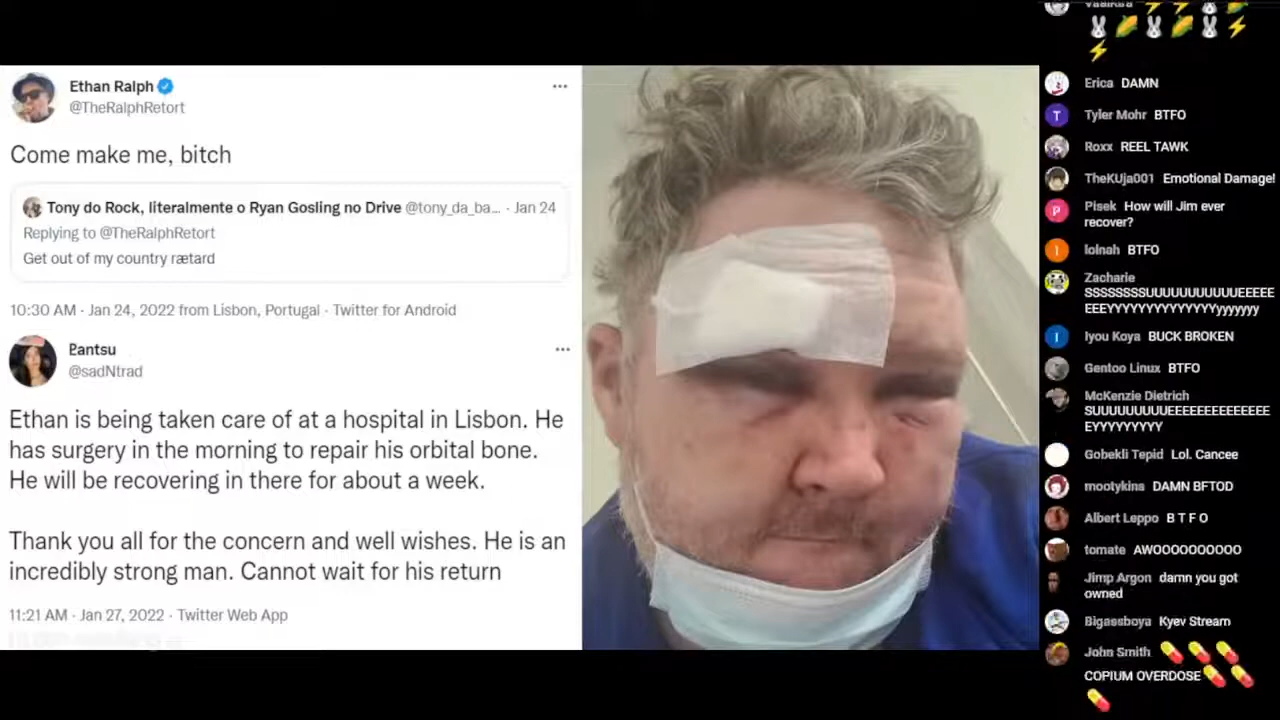 Ethan Ralph
@TheRalphRetort
Come make me, bitch
Tony do Rock, literalmente o Ryan Gosling no Drive @tony_da_ba... · Jan 24
Replying to @TheRalphRetort
Get out of my country rætard
10:30 AM · Jan 24, 2022 from Lisbon, Portugal · Twitter for Android
Pantsu
@sadNtrad
Ethan is being taken care of at a hospital in Lisbon. He
has surgery in the morning to repair his orbital bone.
He will be recovering in there for about a week.
Thank you all for the concern and well wishes. He is an
incredibly strong man. Cannot wait for his return
11:21 AM · Jan 27, 2022 · Twitter Web App
Erica DAMN
Tyler Mohr BTFO
Roxx REEL TAWK
TheKUja001 Emotional Damage!
Pisek How will Jim ever
recover?
lolnah BTFO
Zacharie
SSSSSSSSUUUUUUUUUUUEEEEE
EEEYYYYYYYYYYYYYYyyyyyyy
Iyou Koya BUCK BROKEN
Gentoo Linux BTFO
McKenzie Dietrich
SUUUUUUUUUEEEEEEEEEEEEEE
EYYYYYYYYY
Gobekli Tepid Lol. Cancee
mootykins DAMN BFTOD
Albert Leppo B T F O
tomate AWOOOOOOOOOO
Jimp Argon damn you got
owned
Bigassboya Kyev Stream
John Smith 💊💊💊
COPIUM OVERDOSE💊💊
💊